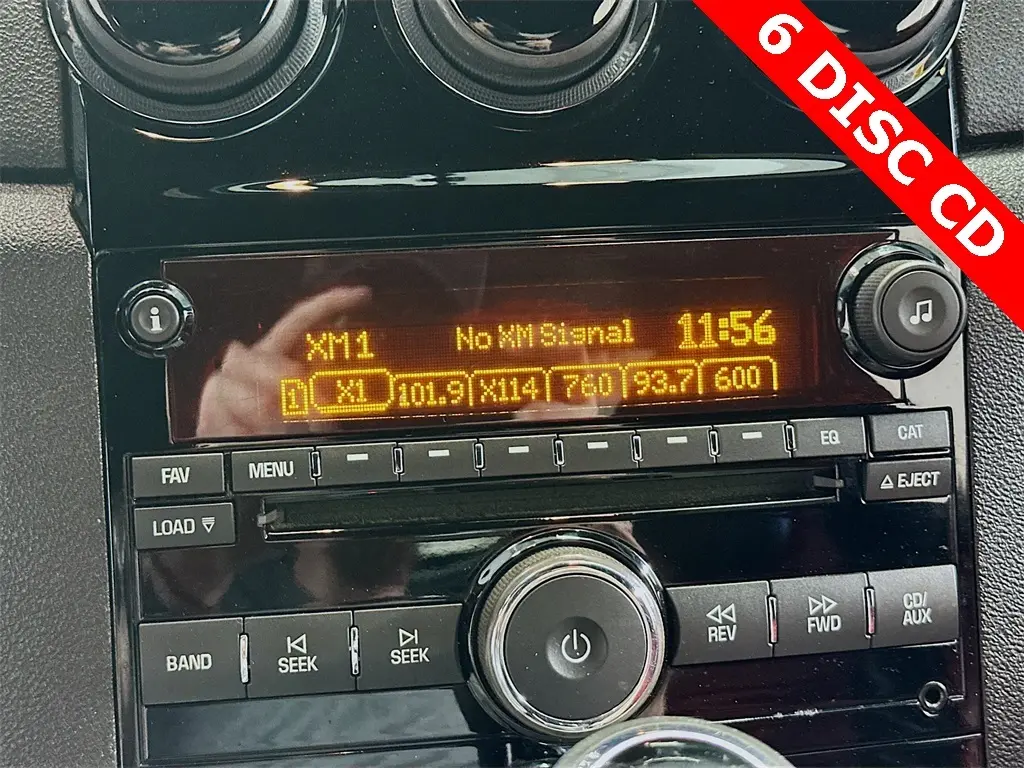 6 DISC CD
i
XM1 No XM Signal 11:56
1 X1 101.9 X114 760 93.7 600
FAV MENU EQ CAT
LOAD EJECT
BAND SEEK SEEK REV FWD CD/
AUX